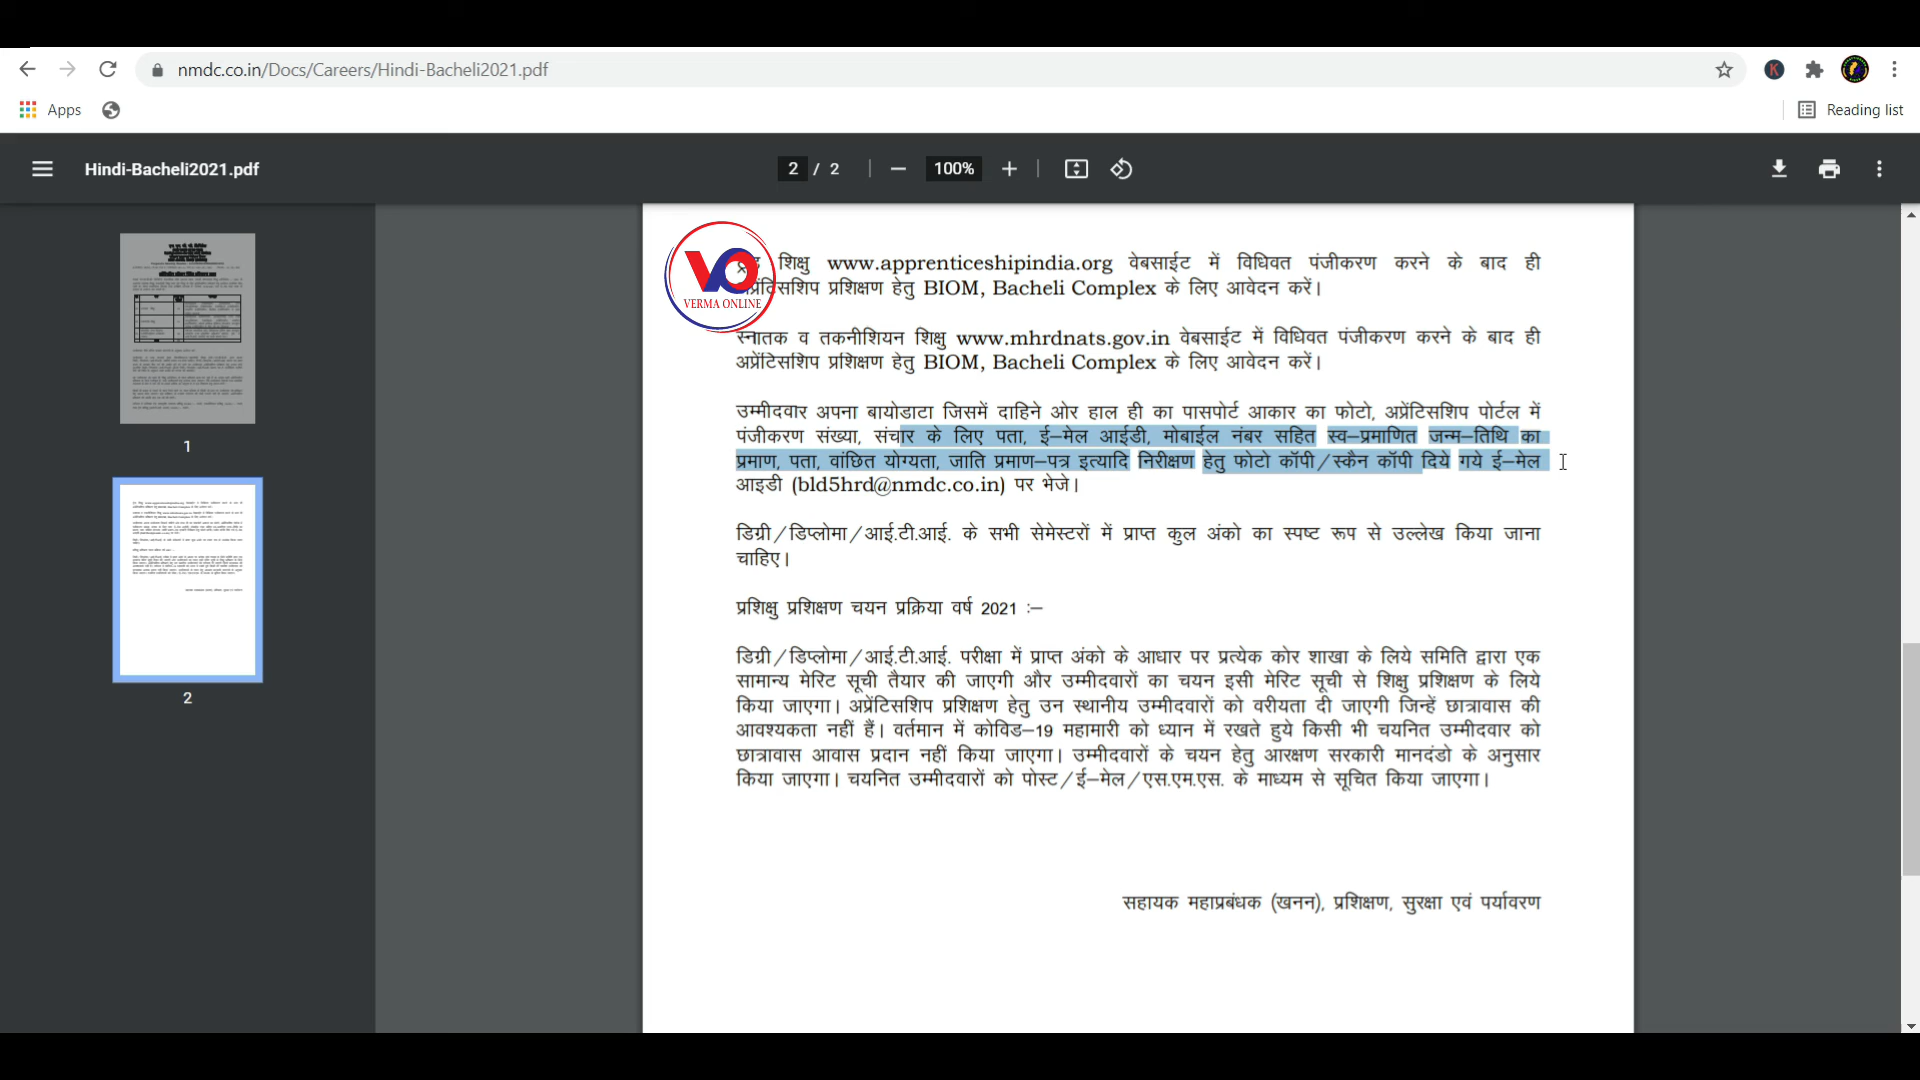 nmdc.co.in/Docs/Careers/Hindi-Bacheli2021.pdf
Apps
Reading list
Hindi-Bacheli2021.pdf
2 / 2
100%
1
2
VO
VERMA ONLINE
शिक्षु www.apprenticeshipindia.org वेबसाईट में विधिवत पंजीकरण करने के बाद ही
प्रशिक्षण हेतु BIOM, Bacheli Complex के लिए आवेदन करें।
स्नातक व तकनीशियन शिक्षु www.mhrdnats.gov.in वेबसाईट में विधिवत पंजीकरण करने के बाद ही
अप्रेंटिसशिप प्रशिक्षण हेतु BIOM, Bacheli Complex के लिए आवेदन करें।
उम्मीदवार अपना बायोडाटा जिसमें दाहिने ओर हाल ही का पासपोर्ट आकार का फोटो, अप्रेंटिसशिप पोर्टल में
पंजीकरण संख्या, संचार के लिए पता, ई–मेल आईडी, मोबाईल नंबर सहित स्व–प्रमाणित जन्म–तिथि का
प्रमाण, पता, वांछित योग्यता, जाति प्रमाण–पत्र इत्यादि निरीक्षण हेतु फोटो कॉपी/स्कैन कॉपी दिये गये ई–मेल
आइडी (bld5hrd@nmdc.co.in) पर भेजे।
डिग्री/डिप्लोमा/आई.टी.आई. के सभी सेमेस्टरों में प्राप्त कुल अंको का स्पष्ट रूप से उल्लेख किया जाना
चाहिए।
प्रशिक्षु प्रशिक्षण चयन प्रक्रिया वर्ष 2021 :–
डिग्री/डिप्लोमा/आई.टी.आई. परीक्षा में प्राप्त अंको के आधार पर प्रत्येक कोर शाखा के लिये समिति द्वारा एक
सामान्य मेरिट सूची तैयार की जाएगी और उम्मीदवारों का चयन इसी मेरिट सूची से शिक्षु प्रशिक्षण के लिये
किया जाएगा। अप्रेंटिसशिप प्रशिक्षण हेतु उन स्थानीय उम्मीदवारों को वरीयता दी जाएगी जिन्हें छात्रावास की
आवश्यकता नहीं हैं। वर्तमान में कोविड–19 महामारी को ध्यान में रखते हुये किसी भी चयनित उम्मीदवार को
छात्रावास आवास प्रदान नहीं किया जाएगा। उम्मीदवारों के चयन हेतु आरक्षण सरकारी मानदंडो के अनुसार
किया जाएगा। चयनित उम्मीदवारों को पोस्ट/ई–मेल/एस.एम.एस. के माध्यम से सूचित किया जाएगा।
सहायक महाप्रबंधक (खनन), प्रशिक्षण, सुरक्षा एवं पर्यावरण